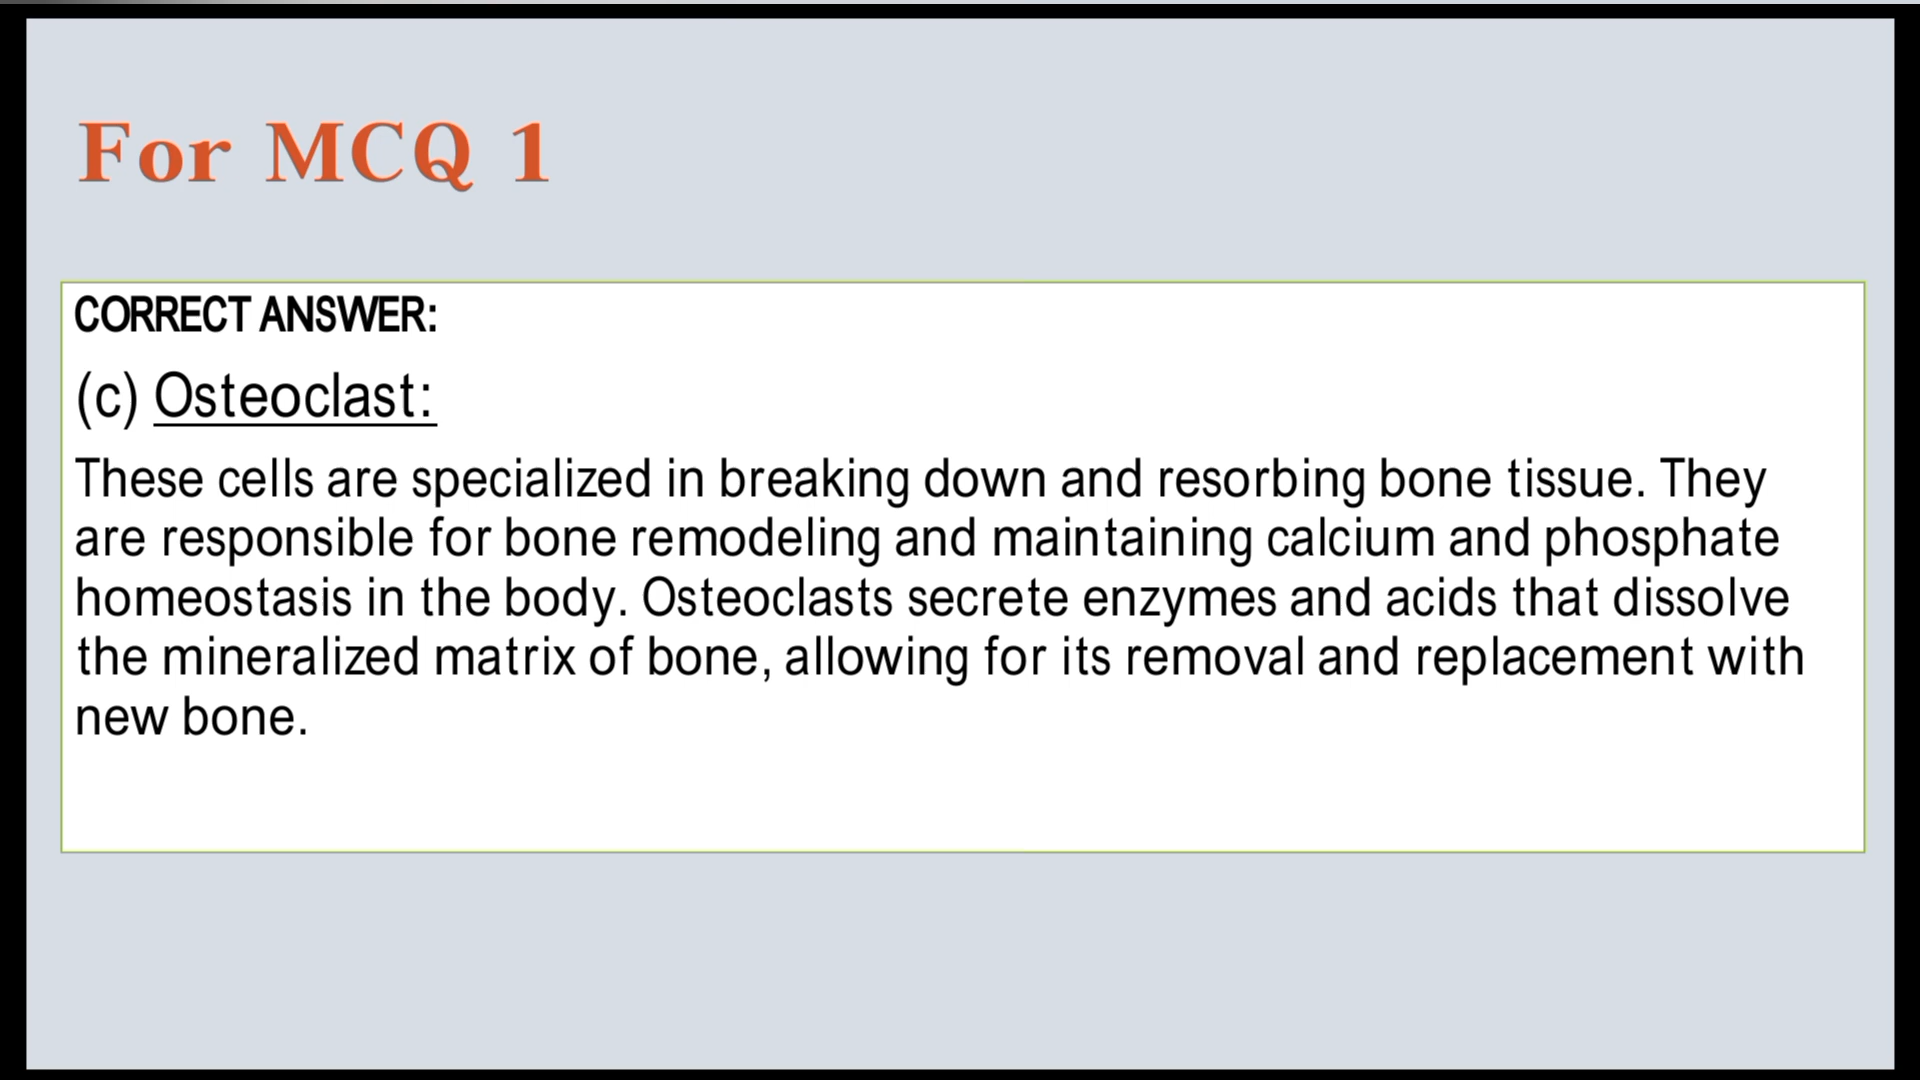 For MCQ 1
CORRECT ANSWER:
(c) Osteoclast:
These cells are specialized in breaking down and resorbing bone tissue. They
are responsible for bone remodeling and maintaining calcium and phosphate
homeostasis in the body. Osteoclasts secrete enzymes and acids that dissolve
the mineralized matrix of bone, allowing for its removal and replacement with
new bone.